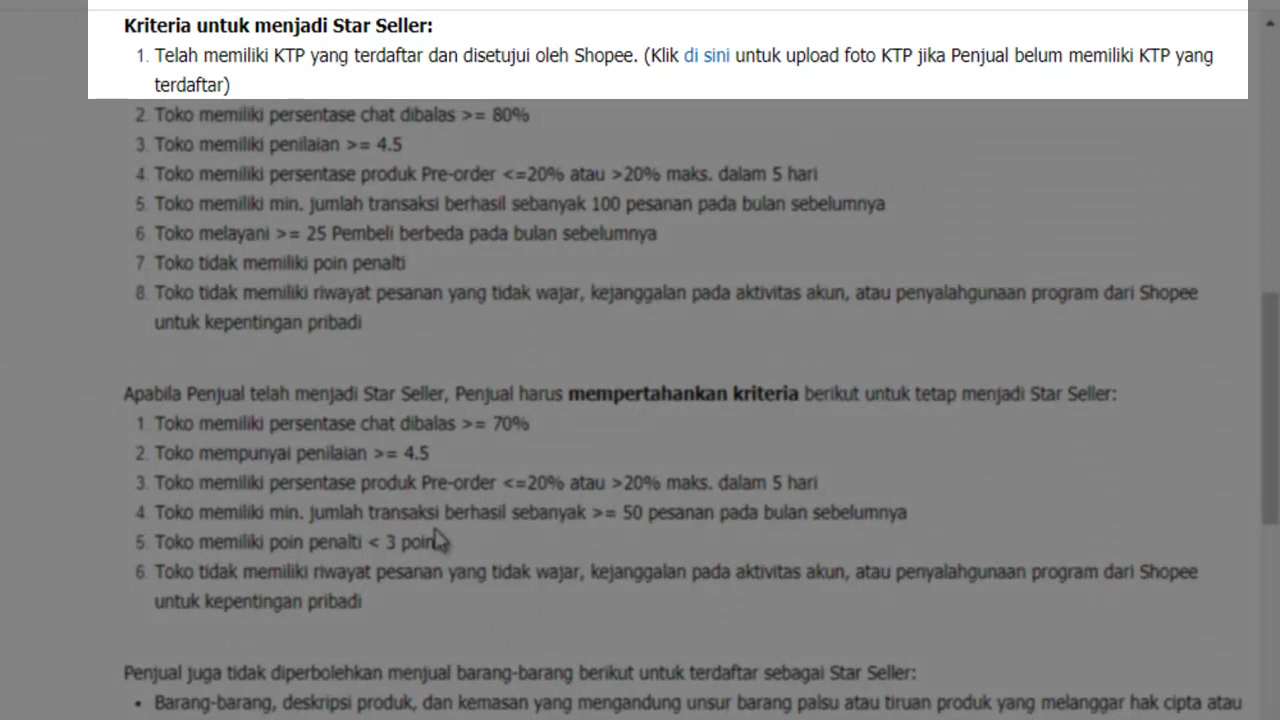 Kriteria untuk menjadi Star Seller:
1. Telah memiliki KTP yang terdaftar dan disetujui oleh Shopee. (Klik di sini untuk upload foto KTP jika Penjual belum memiliki KTP yang
terdaftar)
2. Toko memiliki persentase chat dibalas >= 80%
3. Toko memiliki penilaian >= 4.5
4. Toko memiliki persentase produk Pre-order <=20% atau >20% maks. dalam 5 hari
5. Toko memiliki min. jumlah transaksi berhasil sebanyak 100 pesanan pada bulan sebelumnya
6. Toko melayani >= 25 Pembeli berbeda pada bulan sebelumnya
7. Toko tidak memiliki poin penalti
8. Toko tidak memiliki riwayat pesanan yang tidak wajar, kejanggalan pada aktivitas akun, atau penyalahgunaan program dari Shopee
untuk kepentingan pribadi
Apabila Penjual telah menjadi Star Seller, Penjual harus mempertahankan kriteria berikut untuk tetap menjadi Star Seller:
1. Toko memiliki persentase chat dibalas >= 70%
2. Toko mempunyai penilaian >= 4.5
3. Toko memiliki persentase produk Pre-order <=20% atau >20% maks. dalam 5 hari
4. Toko memiliki min. jumlah transaksi berhasil sebanyak >= 50 pesanan pada bulan sebelumnya
5. Toko memiliki poin penalti < 3 poin
6. Toko tidak memiliki riwayat pesanan yang tidak wajar, kejanggalan pada aktivitas akun, atau penyalahgunaan program dari Shopee
untuk kepentingan pribadi
Penjual juga tidak diperbolehkan menjual barang-barang berikut untuk terdaftar sebagai Star Seller:
• Barang-barang, deskripsi produk, dan kemasan yang mengandung unsur barang palsu atau tiruan produk yang melanggar hak cipta atau